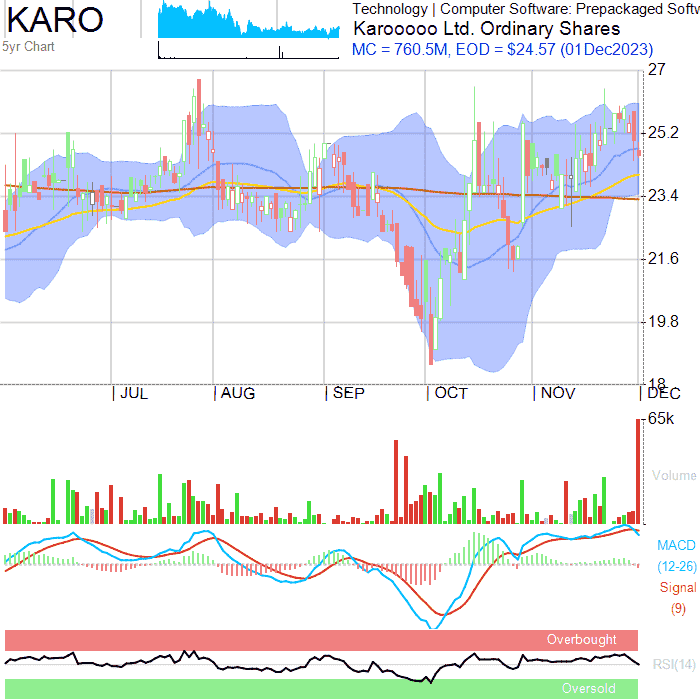 KARO
5yr Chart
Technology | Computer Software: Prepackaged Softw
Karooooo Ltd. Ordinary Shares
MC = 760.5M, EOD = $24.57 (01Dec2023)
27
25.2
23.4
21.6
19.8
18
JUL
AUG
SEP
OCT
NOV
DEC
65k
Volume
MACD
(12-26)
Signal
(9)
Overbought
RSI(14)
Oversold